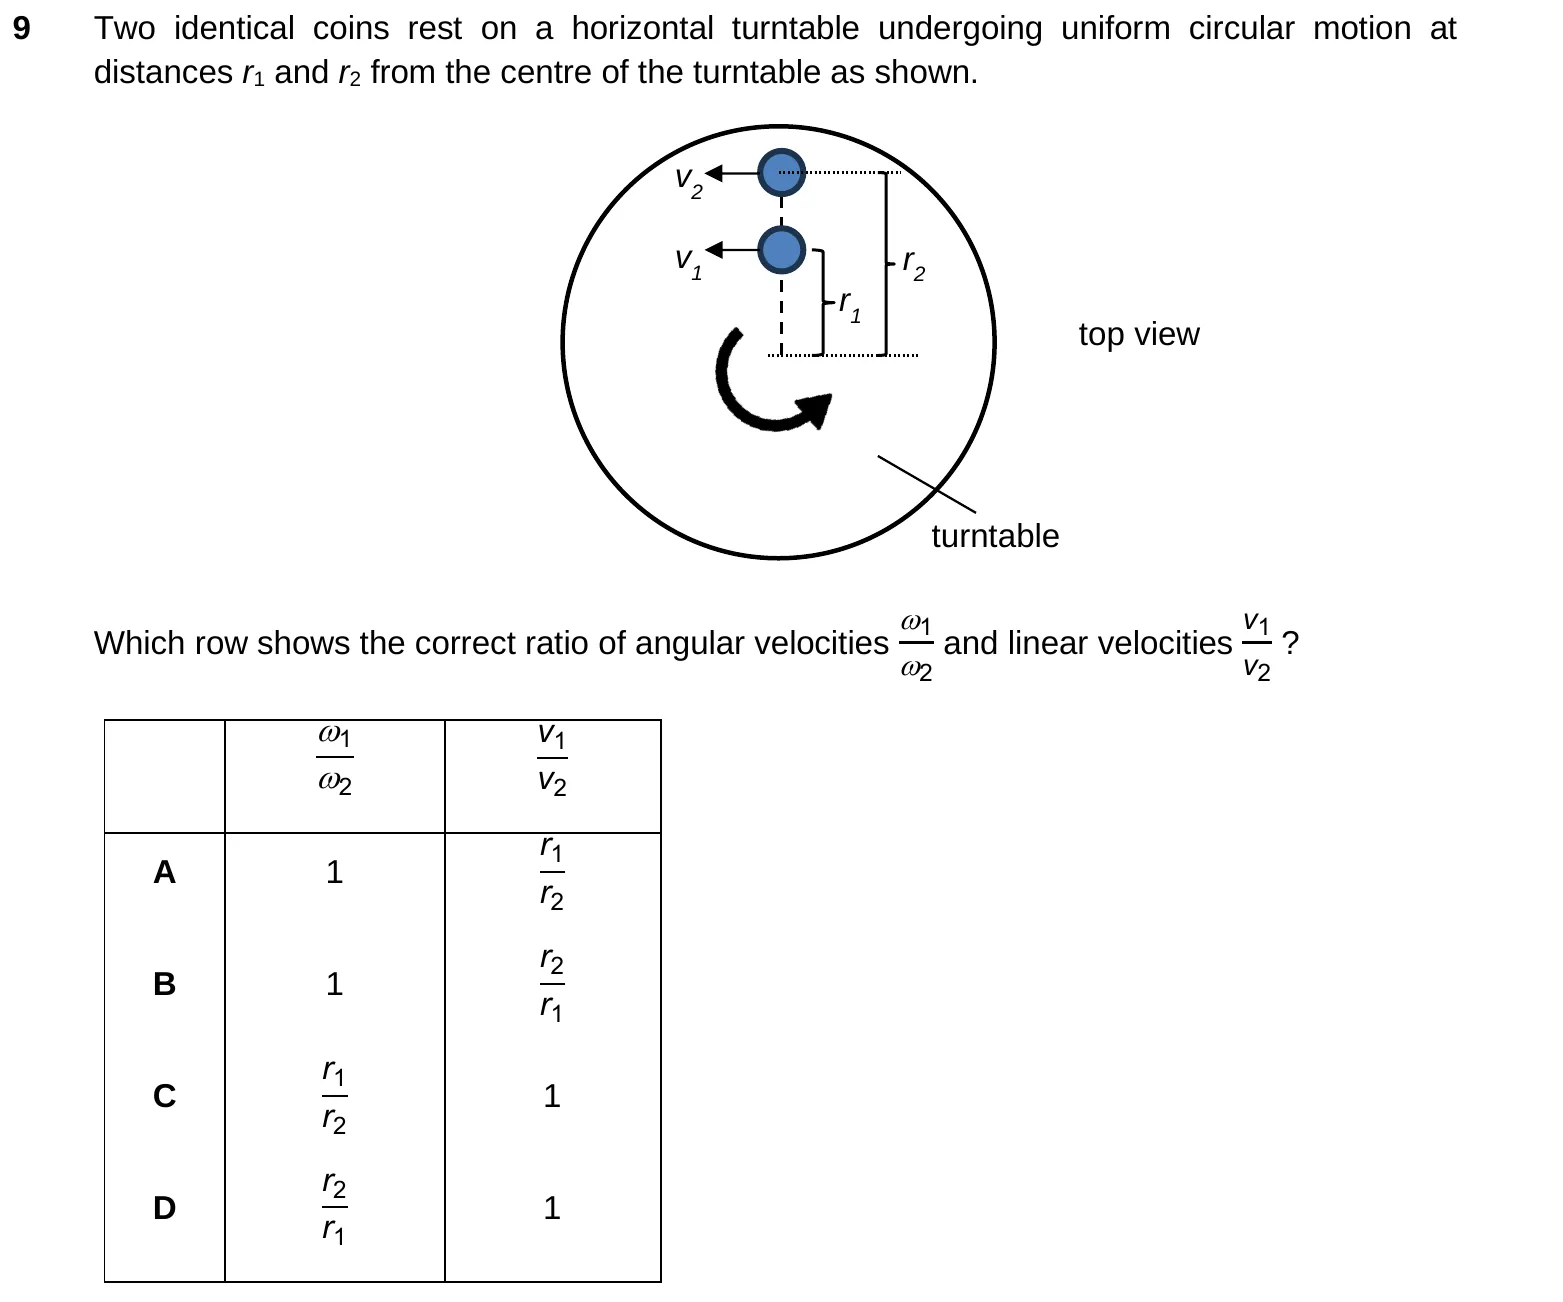 9 Two identical coins rest on a horizontal turntable undergoing uniform circular motion at
distances r1 and r2 from the centre of the turntable as shown.
v2
v1
r2
r1
top view
turntable
Which row shows the correct ratio of angular velocities ω1/ω2 and linear velocities v1/v2 ?
ω1/ω2 v1/v2
A 1 r1/r2
B 1 r2/r1
C r1/r2 1
D r2/r1 1